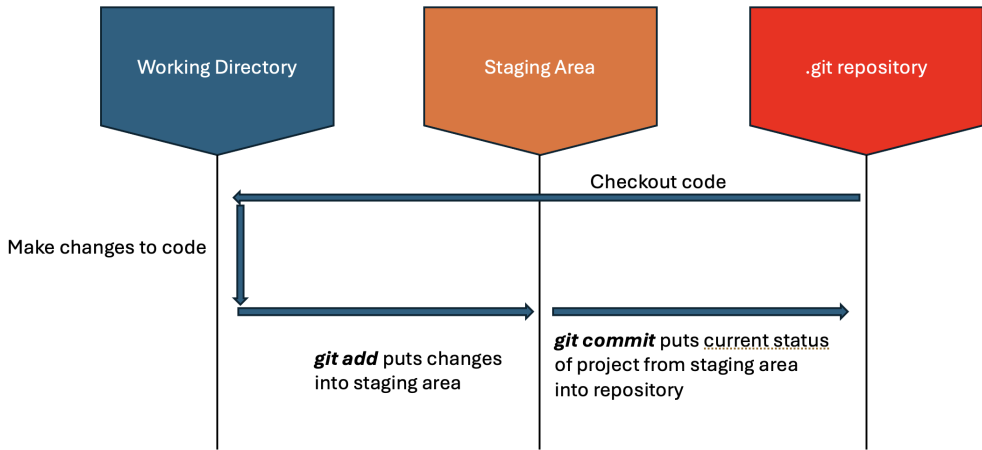 Working Directory
Staging Area
.git repository
Checkout code
Make changes to code
git add puts changes
into staging area
git commit puts current status
of project from staging area
into repository